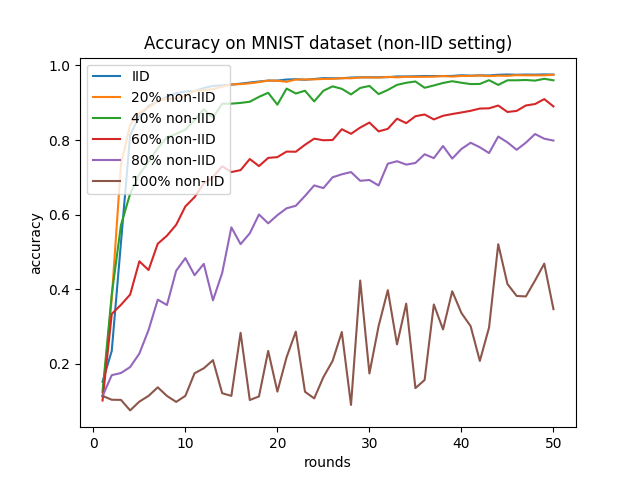 Accuracy on MNIST dataset (non-IID setting)
1.0
0.8
0.6
0.4
0.2
accuracy
IID
20% non-IID
40% non-IID
60% non-IID
80% non-IID
100% non-IID
0 10 20 30 40 50
rounds